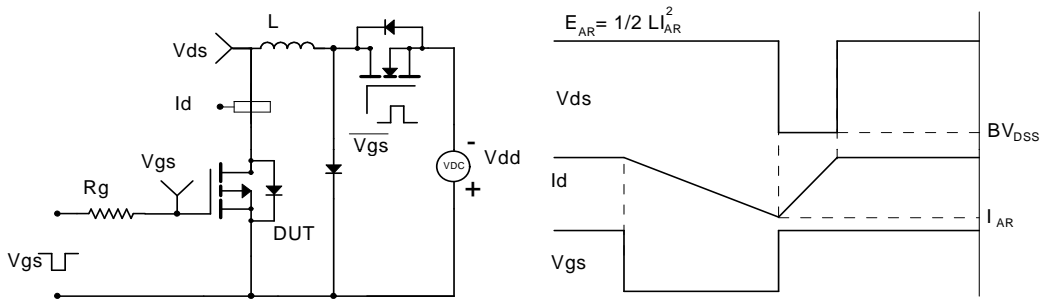 L
E_AR= 1/2 LI_AR^2
Vds
Id
Vgs
Vgs
Rg
DUT
Vgs
-
VDC
+
Vdd
Vds
BV_DSS
Id
I_AR
Vgs